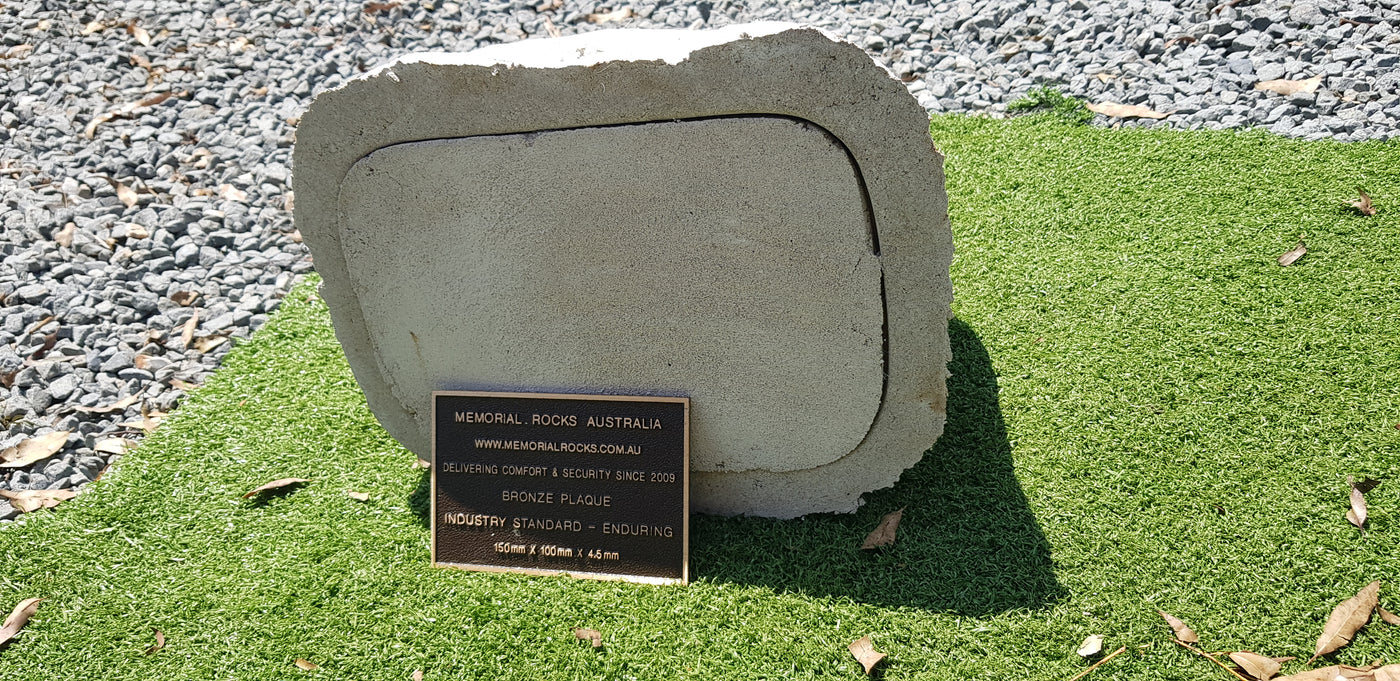 MEMORIAL . ROCKS AUSTRALIA
WWW.MEMORIALROCKS.COM.AU
DELIVERING COMFORT & SECURITY SINCE 2009
BRONZE PLAQUE
INDUSTRY STANDARD - ENDURING
150mm X 100mm X 4.5mm